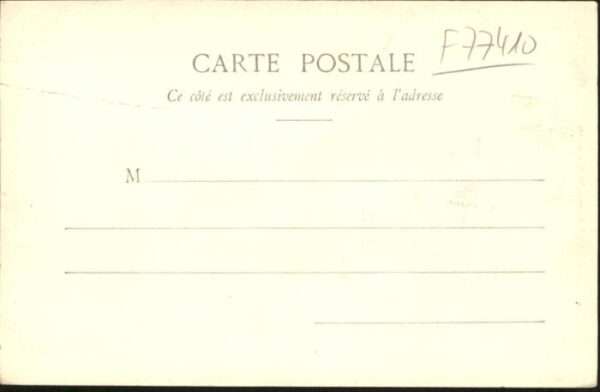 CARTE POSTALE
F77410
Ce côté est exclusivement réservé à l'adresse
M